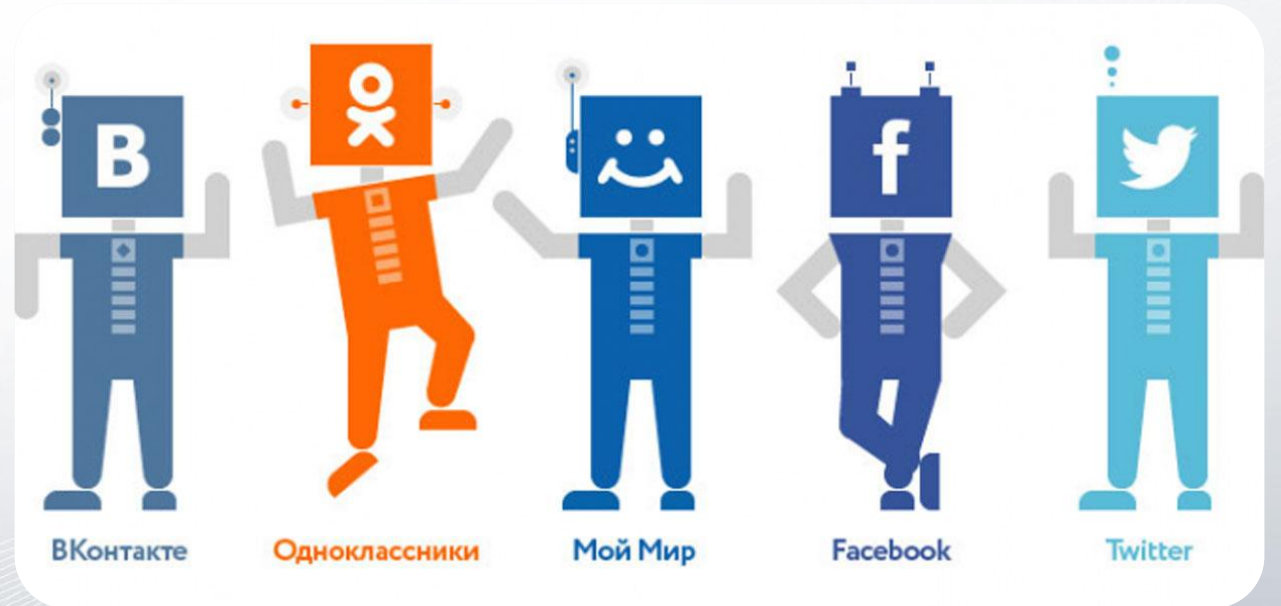 В
f
ВКонтакте
Одноклассники
Мой Мир
Facebook
Twitter